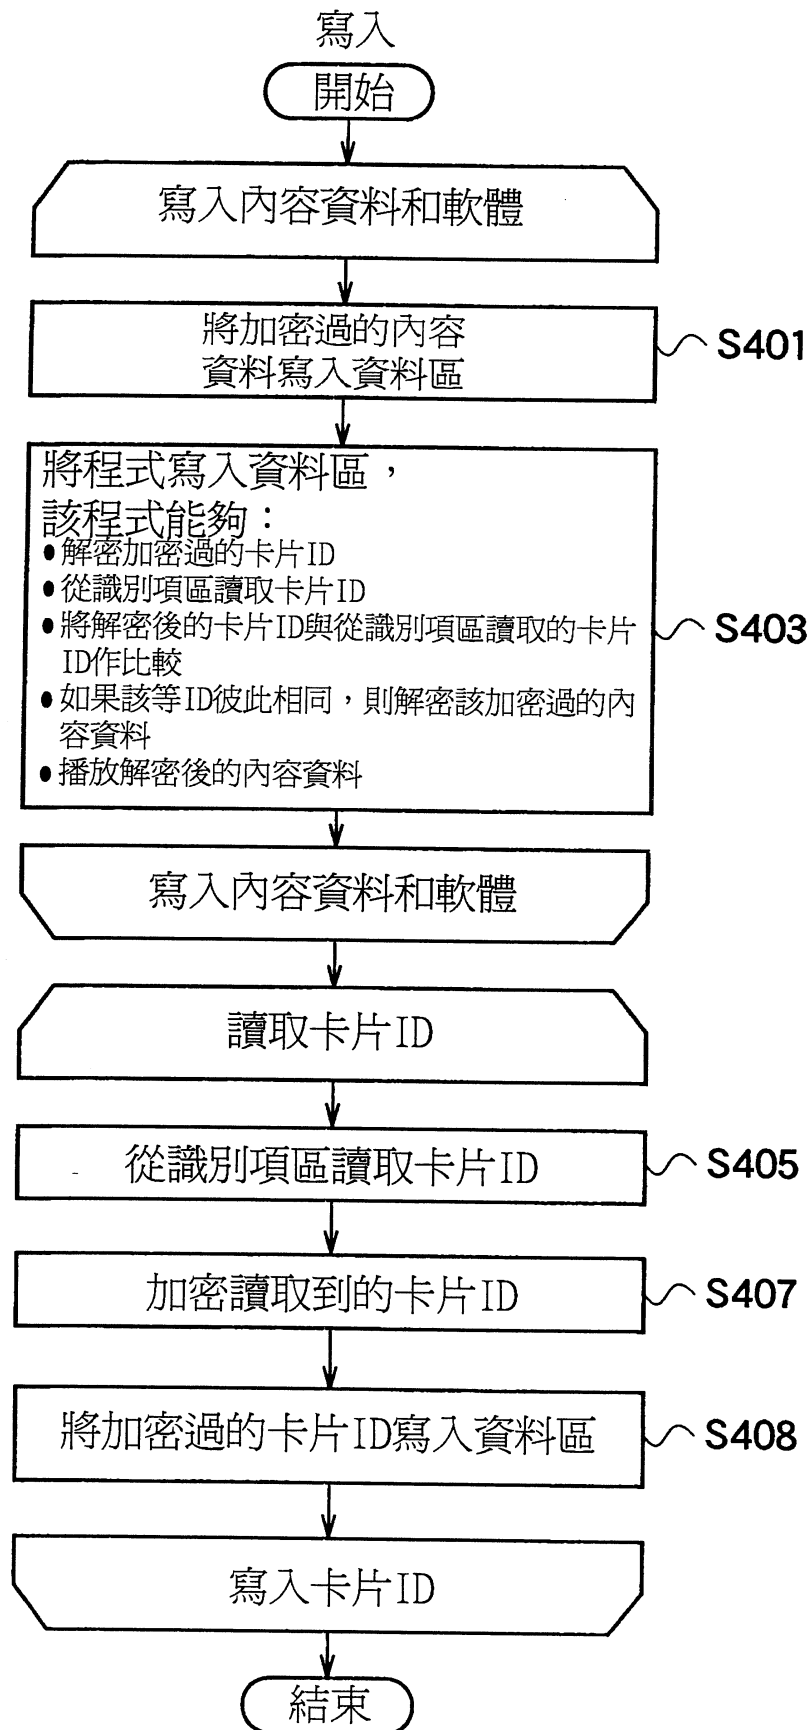 寫入
開始
寫入內容資料和軟體
將加密過的內容
資料寫入資料區
S401
將程式寫入資料區，
該程式能夠：
●解密加密過的卡片ID
●從識別項區讀取卡片ID
●將解密後的卡片ID與從識別項區讀取的卡片
ID作比較
●如果該等ID彼此相同，則解密該加密過的內
容資料
●播放解密後的內容資料
S403
寫入內容資料和軟體
讀取卡片ID
從識別項區讀取卡片ID
S405
加密讀取到的卡片ID
S407
將加密過的卡片ID寫入資料區
S408
寫入卡片ID
結束